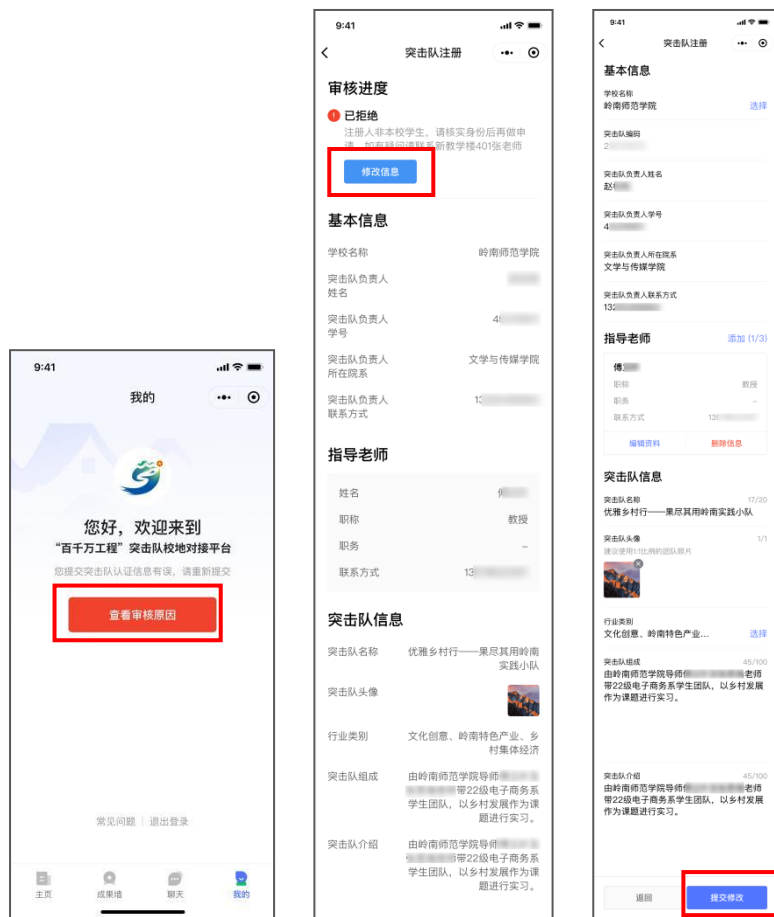 9:41
我的
您好，欢迎来到
“百千万工程”突击队校地对接平台
您提交突击队认证信息有误，请重新提交
查看审核原因
常见问题 | 退出登录
主页 成果墙 聊天 我的
9:41
突击队注册
审核进度
已拒绝
注册人非本校学生，请核实身份后再做申
请，如有疑问请联系新教学楼401张老师
修改信息
基本信息
学校名称 岭南师范学院
突击队负责人
姓名
突击队负责人 4
学号
突击队负责人 文学与传媒学院
所在院系
突击队负责人 1
联系方式
指导老师
姓名
职称 教授
职务 –
联系方式 13
突击队信息
突击队名称 优雅乡村行——果尽其用岭南
实践小队
突击队头像
行业类别 文化创意、岭南特色产业、乡
村集体经济
突击队组成 由岭南师范学院导师
带22级电子商务系
学生团队，以乡村发展作为课
题进行实习。
突击队介绍 由岭南师范学院导师
带22级电子商务系
学生团队，以乡村发展作为课
题进行实习。
9:41
突击队注册
基本信息
学校名称
岭南师范学院 选择
突击队编号
2
突击队负责人姓名
赵
突击队负责人学号
4
突击队负责人所在院系
文学与传媒学院
突击队负责人联系方式
132
指导老师 添加 (1/3)
傅
职称 教授
职务 –
联系方式 135
编辑资料 删除信息
突击队信息
突击队名称 17/20
优雅乡村行——果尽其用岭南实践小队
突击队头像 1/1
建议使用1:1比例的团队照片
行业类别
文化创意、岭南特色产业... 选择
突击队组成 45/100
由岭南师范学院导师 老师
带22级电子商务系学生团队，以乡村发展
作为课题进行实习。
突击队介绍 45/100
由岭南师范学院导师 老师
带22级电子商务系学生团队，以乡村发展
作为课题进行实习。
返回 提交修改